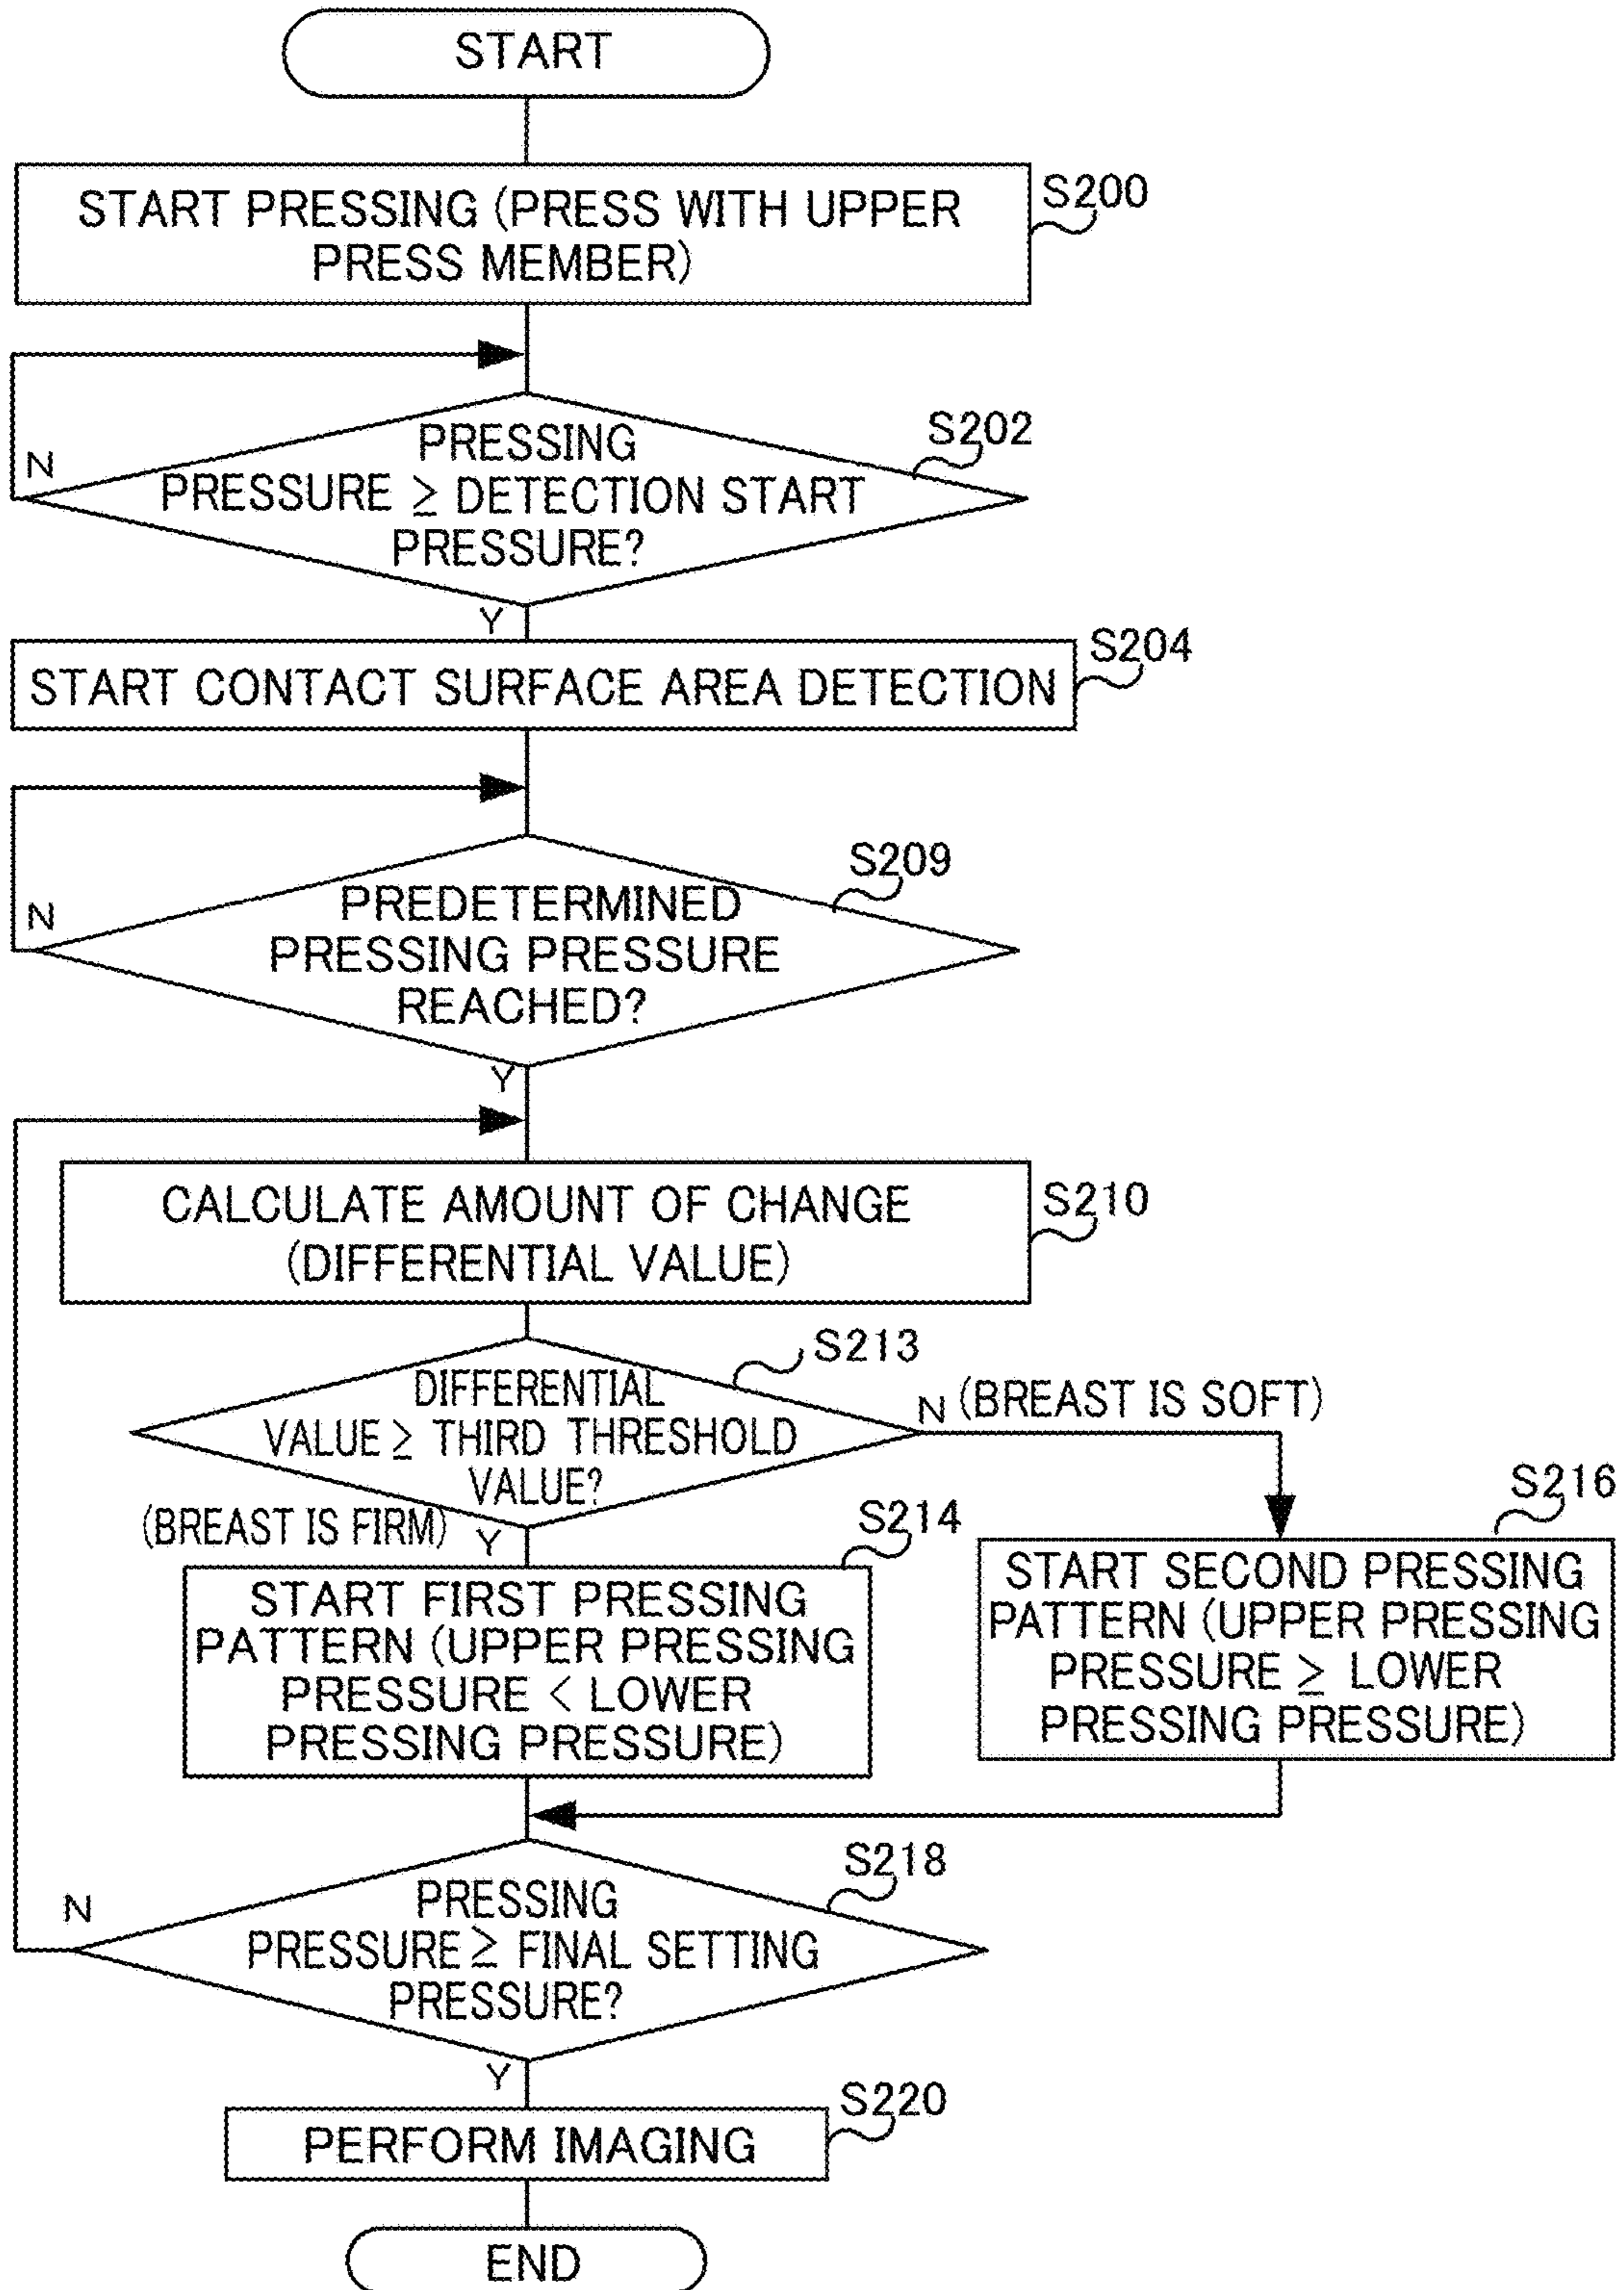 START
START PRESSING (PRESS WITH UPPER
PRESS MEMBER)
S200
PRESSING
PRESSURE ≥ DETECTION START
PRESSURE?
S202
N
Y
START CONTACT SURFACE AREA DETECTION
S204
PREDETERMINED
PRESSING PRESSURE
REACHED?
S209
N
Y
CALCULATE AMOUNT OF CHANGE
(DIFFERENTIAL VALUE)
S210
DIFFERENTIAL
VALUE ≥ THIRD THRESHOLD
VALUE?
S213
N (BREAST IS SOFT)
(BREAST IS FIRM)
Y
START FIRST PRESSING
PATTERN (UPPER PRESSING
PRESSURE < LOWER
PRESSING PRESSURE)
S214
START SECOND PRESSING
PATTERN (UPPER PRESSING
PRESSURE ≥ LOWER
PRESSING PRESSURE)
S216
PRESSING
PRESSURE ≥ FINAL SETTING
PRESSURE?
S218
N
Y
PERFORM IMAGING
S220
END